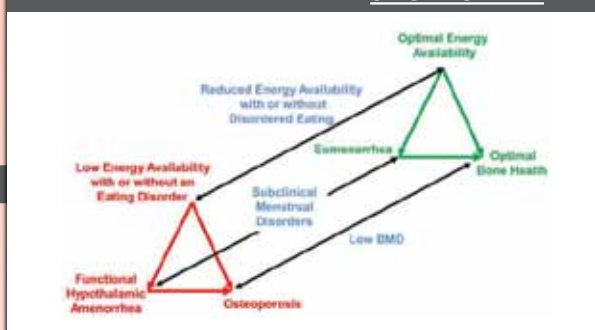 Optimal Energy
Availability
Reduced Energy Availability
with or without
Disordered Eating
Eumenorrhea
Optimal
Bone Health
Low Energy Availability
with or without an
Eating Disorder
Subclinical
Menstrual
Disorders
Low BMD
Functional
Hypothalamic
Amenorrhea
Osteoporosis